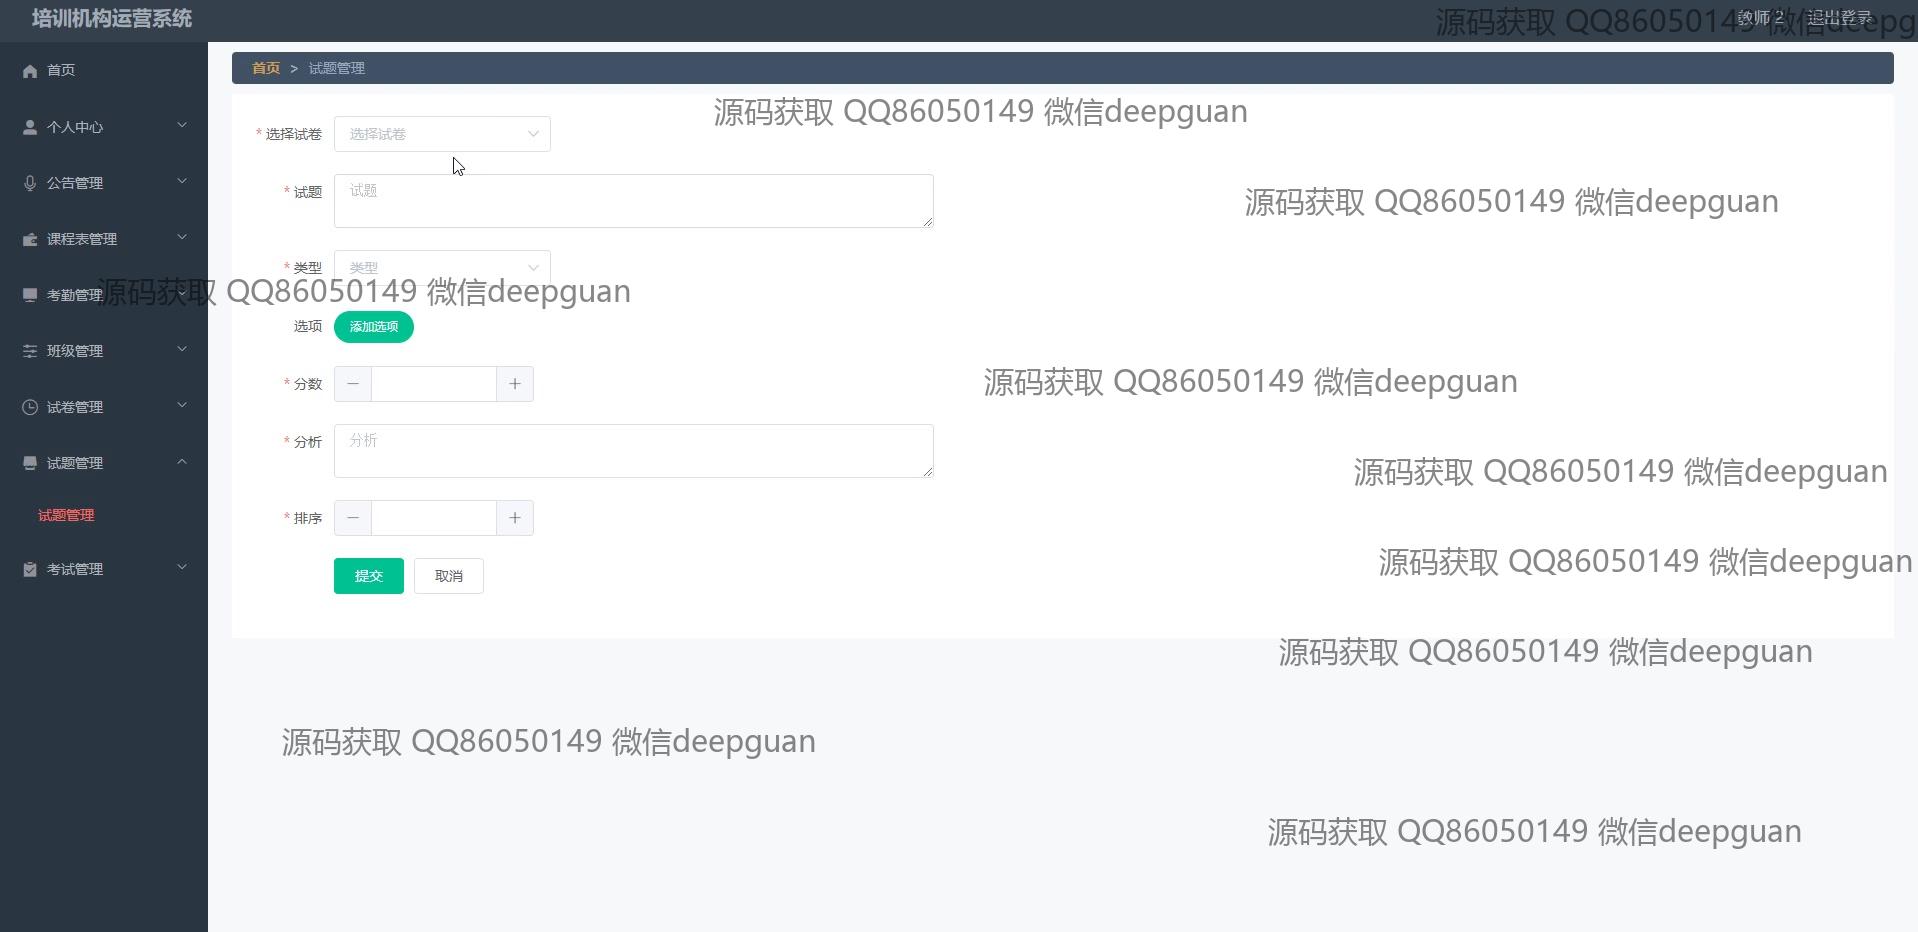 培训机构运营系统
教师 2 退出登录
源码获取 QQ86050149 微信deepg
首页
个人中心
公告管理
课程表管理
考勤管理
班级管理
试卷管理
试题管理
试题管理
考试管理
首页 > 试题管理
源码获取 QQ86050149 微信deepguan
* 选择试卷 选择试卷
* 试题 试题
源码获取 QQ86050149 微信deepguan
* 类型 类型
源码获取 QQ86050149 微信deepguan
选项 添加选项
* 分数 − +
源码获取 QQ86050149 微信deepguan
* 分析 分析
源码获取 QQ86050149 微信deepguan
* 排序 − +
源码获取 QQ86050149 微信deepguan
提交 取消
源码获取 QQ86050149 微信deepguan
源码获取 QQ86050149 微信deepguan
源码获取 QQ86050149 微信deepguan